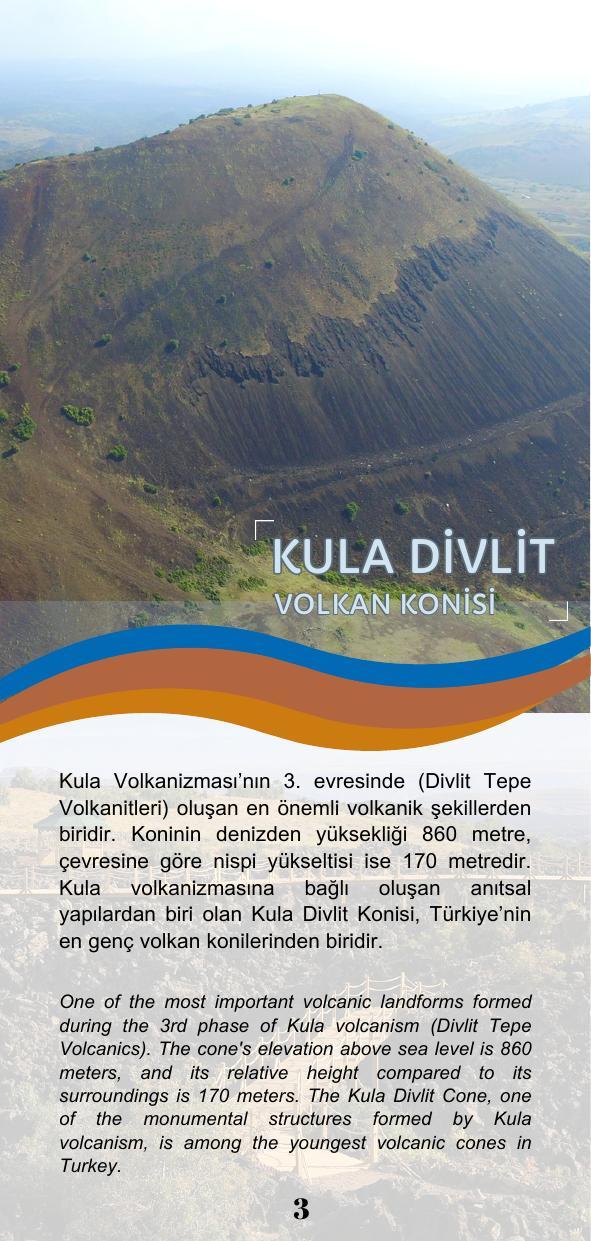 KULA DİVLİT
VOLKAN KONİSİ
Kula Volkanizması’nın 3. evresinde (Divlit Tepe
Volkanitleri) oluşan en önemli volkanik şekillerden
biridir. Koninin denizden yüksekliği 860 metre,
çevresine göre nispi yükseltisi ise 170 metredir.
Kula volkanizmasına bağlı oluşan anıtsal
yapılardan biri olan Kula Divlit Konisi, Türkiye’nin
en genç volkan konilerinden biridir.
One of the most important volcanic landforms formed
during the 3rd phase of Kula volcanism (Divlit Tepe
Volcanics). The cone's elevation above sea level is 860
meters, and its relative height compared to its
surroundings is 170 meters. The Kula Divlit Cone, one
of the monumental structures formed by Kula
volcanism, is among the youngest volcanic cones in
Turkey.
3